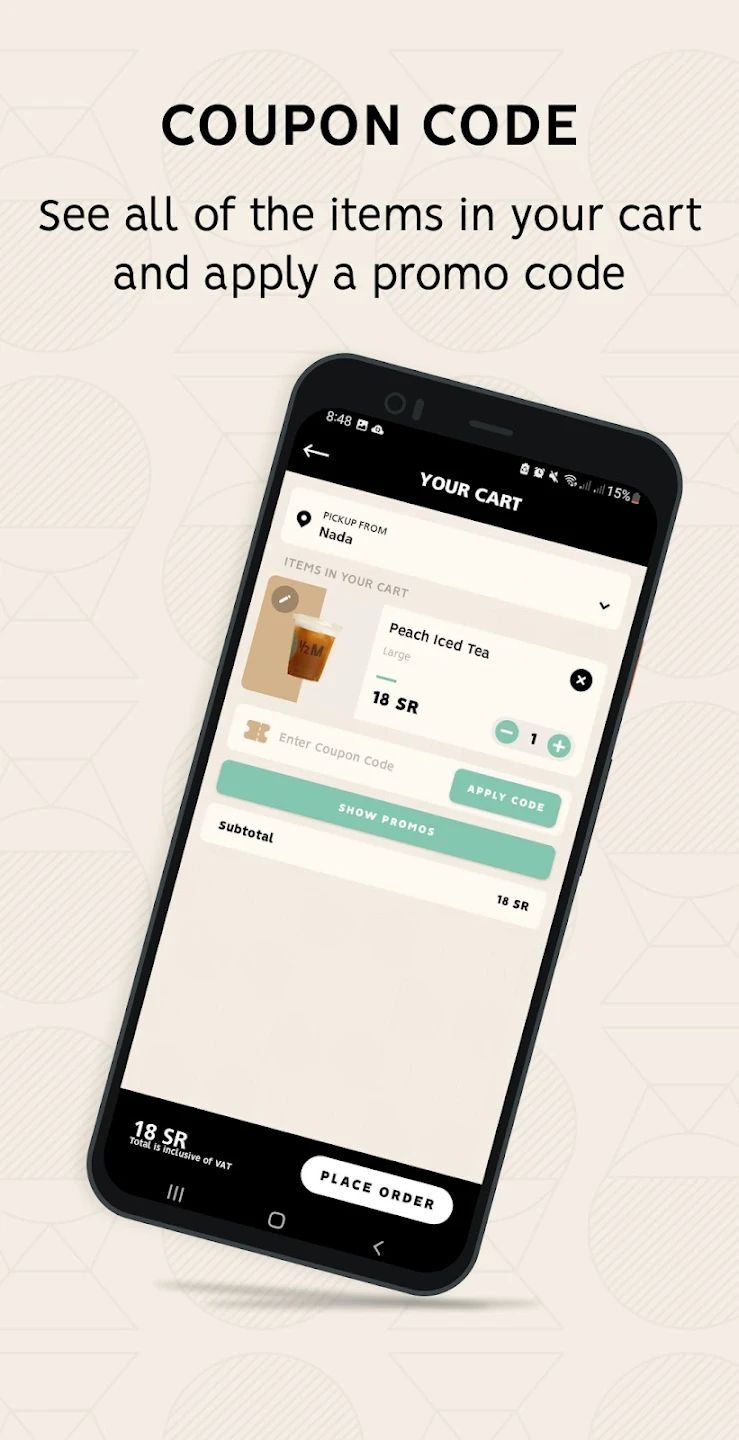 COUPON CODE
See all of the items in your cart
and apply a promo code
8:48
15%
YOUR CART
PICKUP FROM
Nada
ITEMS IN YOUR CART
Peach Iced Tea
Large
18 SR
1
½M
Enter Coupon Code
APPLY CODE
SHOW PROMOS
Subtotal
18 SR
18 SR
Total is inclusive of VAT
PLACE ORDER